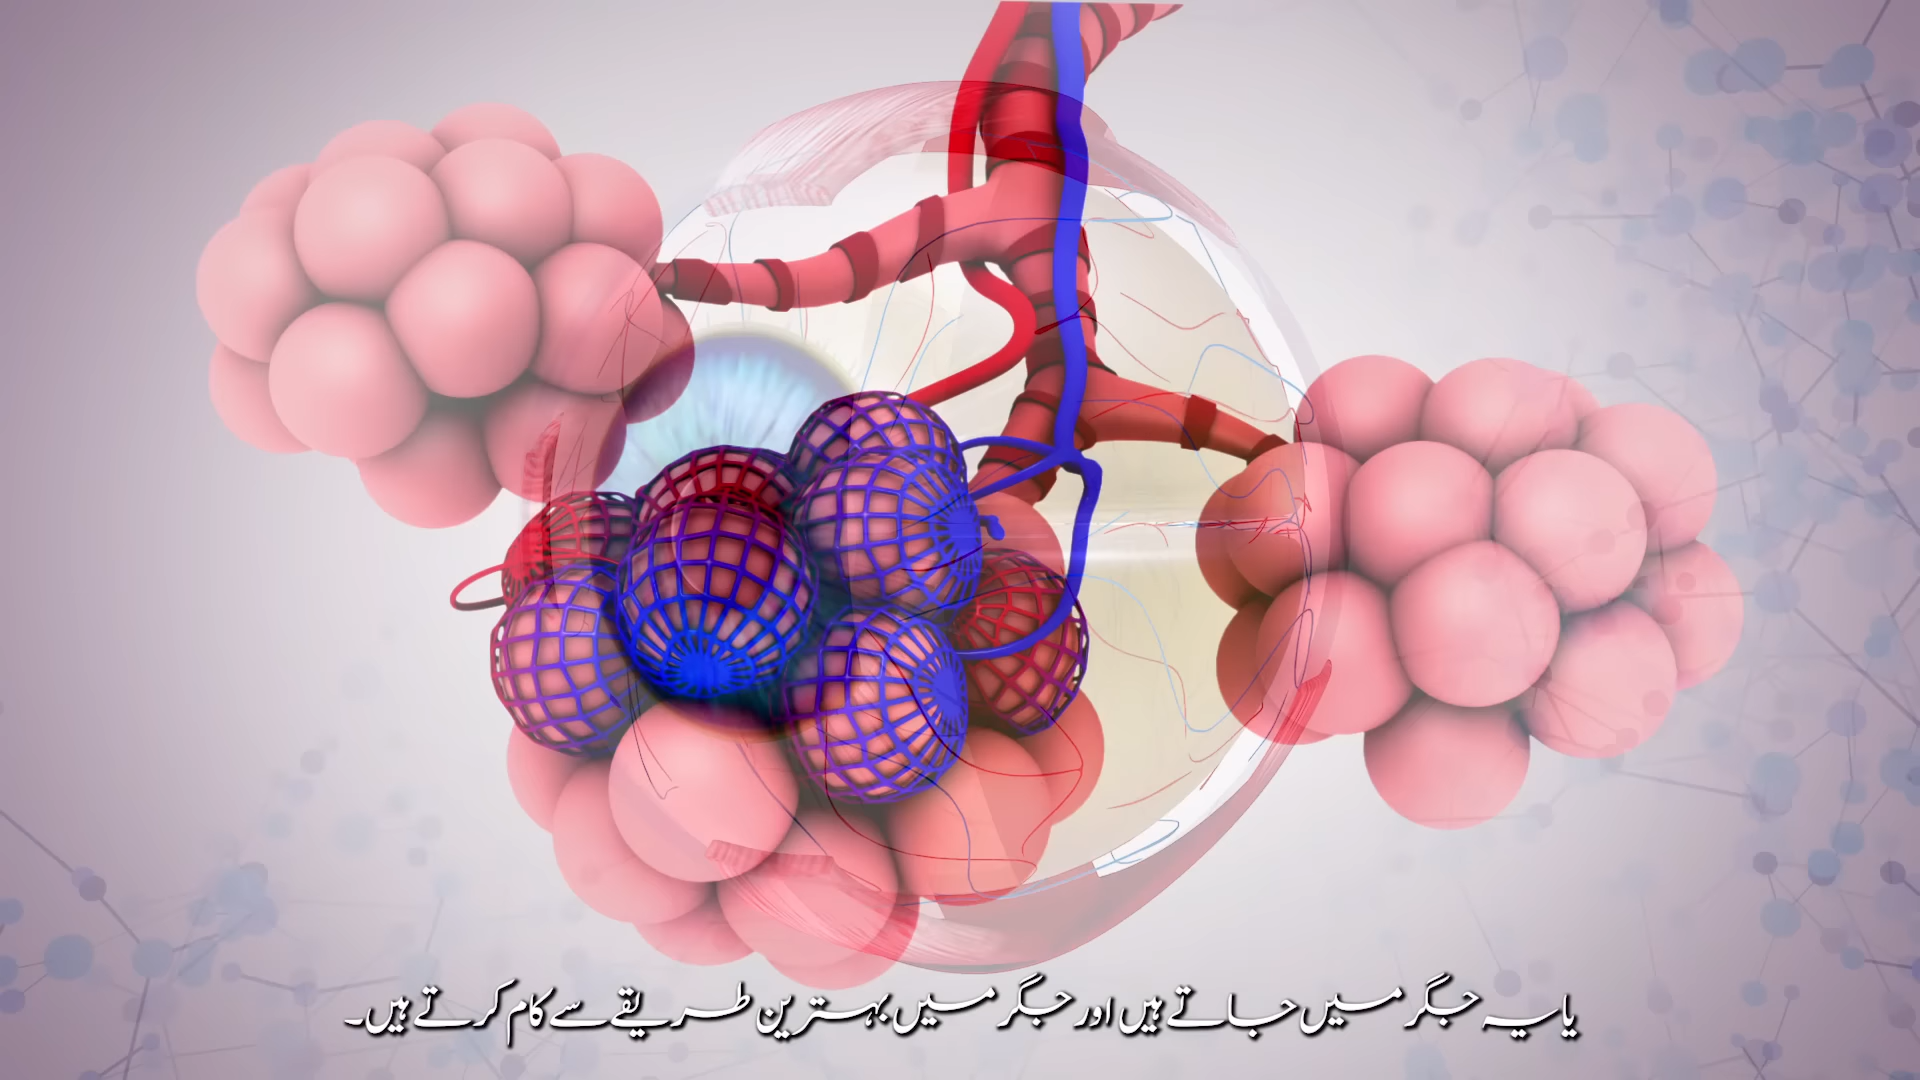 یا یہ جگر میں جاتے ہیں اور جگر میں بہترین طریقے سے کام کرتے ہیں۔